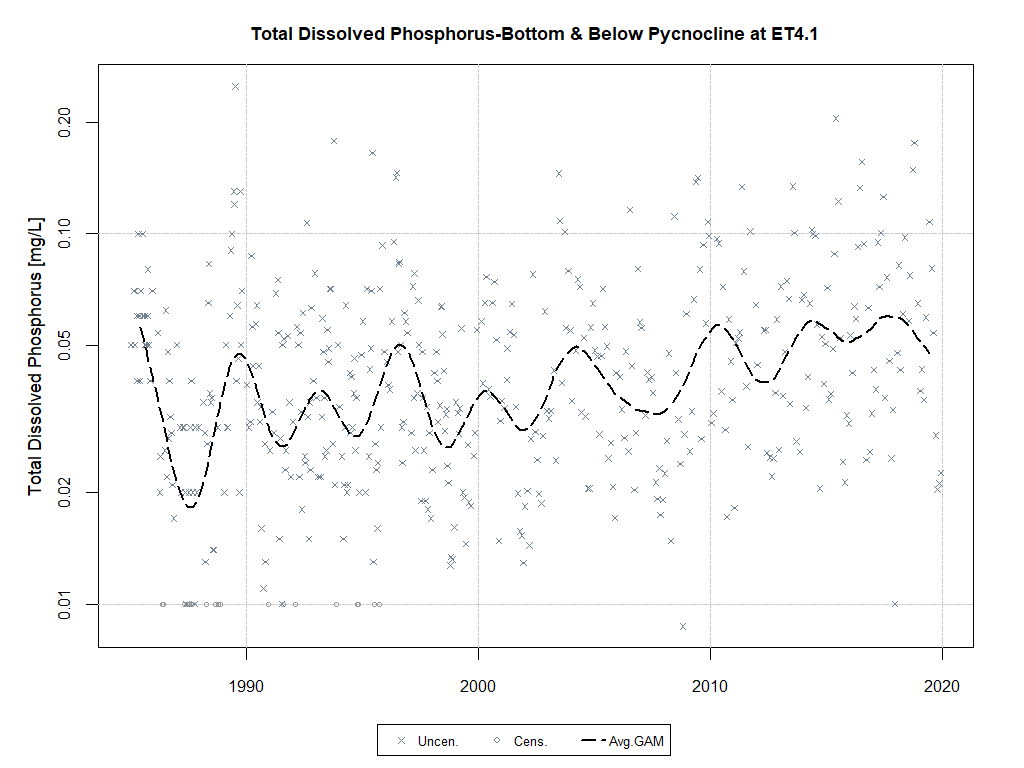 Total Dissolved Phosphorus-Bottom & Below Pycnocline at ET4.1
Total Dissolved Phosphorus [mg/L]
0.20
0.10
0.05
0.02
0.01
1990 2000 2010 2020
Uncen. Cens. Avg.GAM